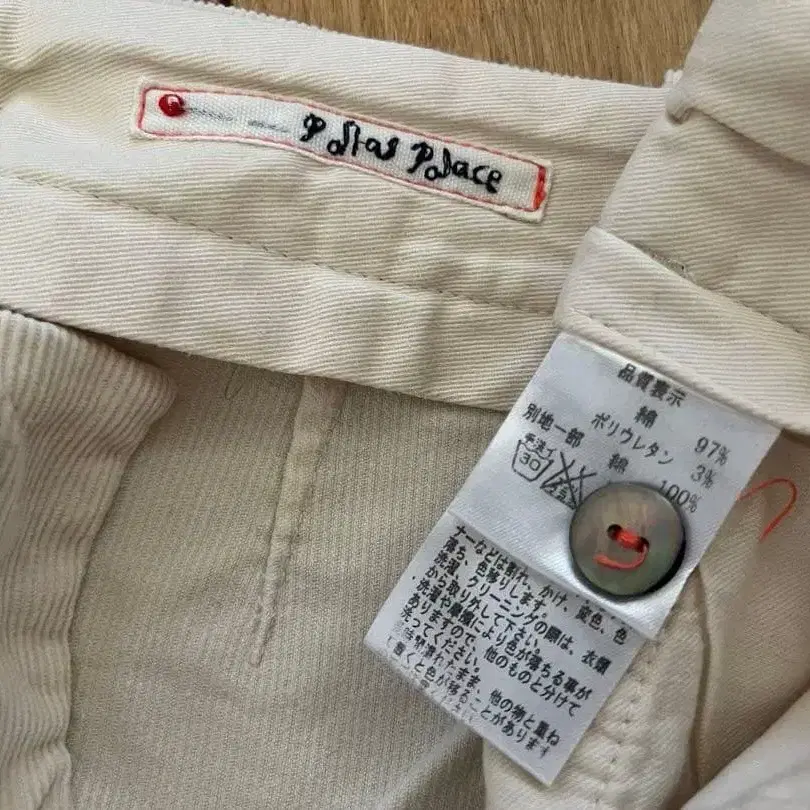 Pallas Palace
品質表示
綿 97%
ポリウレタン 3%
別地一部 綿 100%
手洗イ
30
ナーなどは割れ、かけ、変色、色
落ち、色移りします。
洗濯、クリーニングの際は、衣類
から取り外して下さい。
・洗濯や摩擦により色が落ちる事が
ありますので、他のものと分けて
洗ってください。
濡れたまま、他の物と重ね
て置くと色が移ることがあります